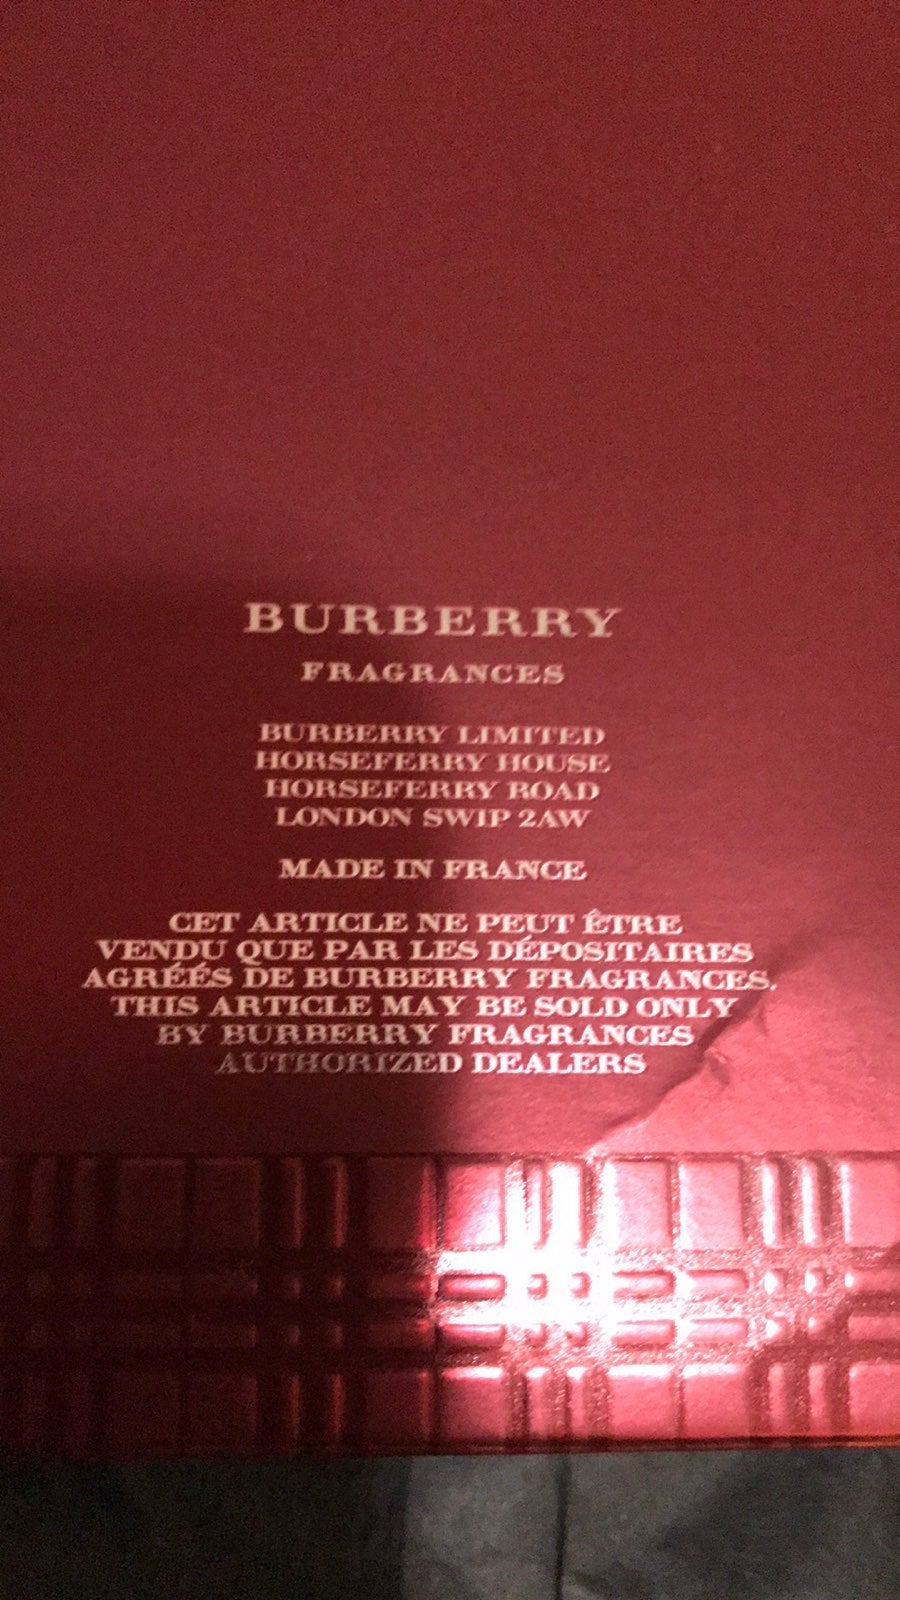 BURBERRY
FRAGRANCES
BURBERRY LIMITED
HORSEFERRY HOUSE
HORSEFERRY ROAD
LONDON SW1P 2AW
MADE IN FRANCE
CET ARTICLE NE PEUT ÊTRE
VENDU QUE PAR LES DÉPOSITAIRES
AGRÉÉS DE BURBERRY FRAGRANCES.
THIS ARTICLE MAY BE SOLD ONLY
BY BURBERRY FRAGRANCES
AUTHORIZED DEALERS